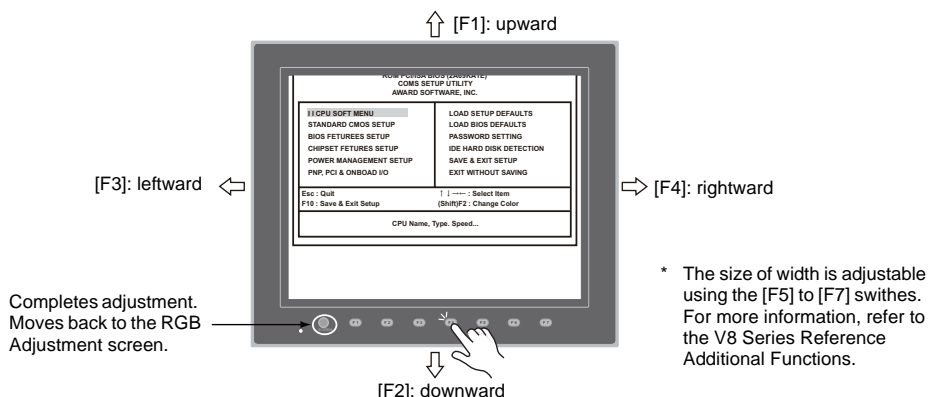 [F1]: upward
ROM PCI/ISA BIOS (2A69KATE)
COMS SETUP UTILITY
AWARD SOFTWARE, INC.
I I CPU SOFT MENU
STANDARD CMOS SETUP
BIOS FETUREES SETUP
CHIPSET FETURES SETUP
POWER MANAGEMENT SETUP
PNP, PCI & ONBOAD I/O
LOAD SETUP DEFAULTS
LOAD BIOS DEFAULTS
PASSWORD SETTING
IDE HARD DISK DETECTION
SAVE & EXIT SETUP
EXIT WITHOUT SAVING
Esc : Quit
F10 : Save & Exit Setup
↑ ↓ →← : Select Item
(Shift)F2 : Change Color
CPU Name, Type. Speed...
[F3]: leftward
[F4]: rightward
Completes adjustment.
Moves back to the RGB
Adjustment screen.
* The size of width is adjustable
using the [F5] to [F7] swithes.
For more information, refer to
the V8 Series Reference
Additional Functions.
F1
F2
F3
F5
F6
F7
[F2]: downward